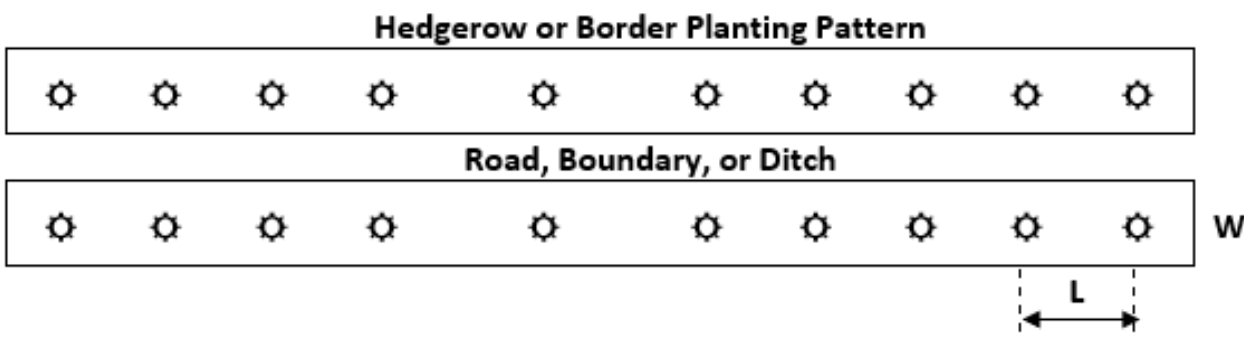 Hedgerow or Border Planting Pattern
Road, Boundary, or Ditch
W
L